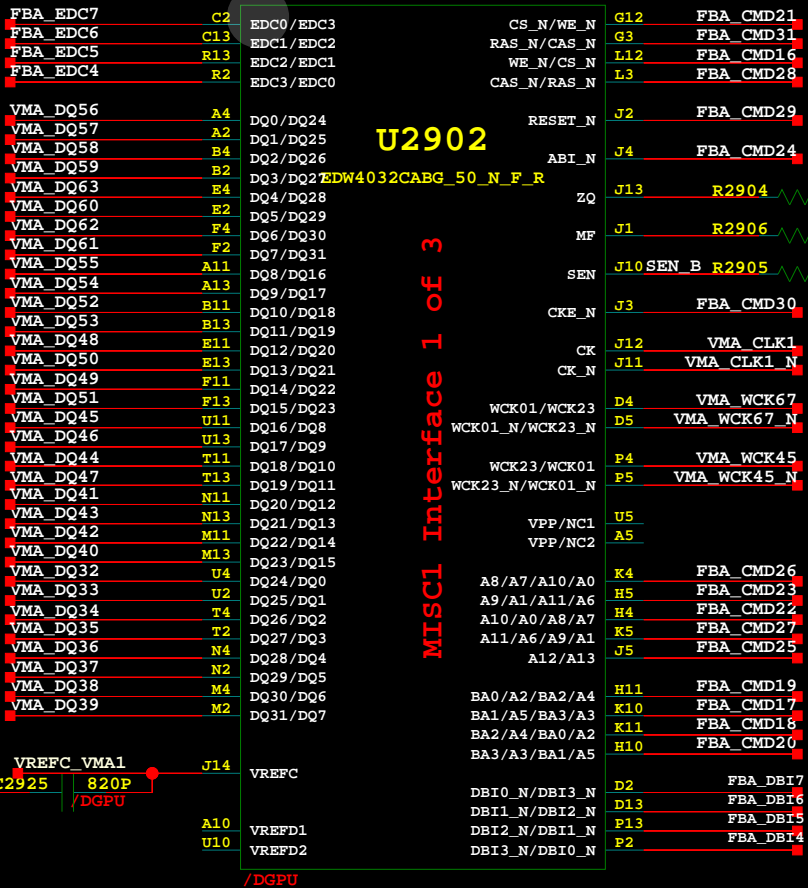 FBA_EDC7 C2 EDC0/EDC3 CS_N/WE_N G12 FBA_CMD21
FBA_EDC6 C13 EDC1/EDC2 RAS_N/CAS_N G3 FBA_CMD31
FBA_EDC5 R13 EDC2/EDC1 WE_N/CS_N L12 FBA_CMD16
FBA_EDC4 R2 EDC3/EDC0 CAS_N/RAS_N L3 FBA_CMD28
VMA_DQ56 A4 DQ0/DQ24 RESET_N J2 FBA_CMD29
VMA_DQ57 A2 DQ1/DQ25 U2902
VMA_DQ58 B4 DQ2/DQ26 ABI_N J4 FBA_CMD24
VMA_DQ59 B2 DQ3/DQ27 EDW4032CABG_50_N_F_R
VMA_DQ63 E4 DQ4/DQ28 ZQ J13 R2904
VMA_DQ60 E2 DQ5/DQ29
VMA_DQ62 F4 DQ6/DQ30 MF J1 R2906
VMA_DQ61 F2 DQ7/DQ31
VMA_DQ55 A11 DQ8/DQ16 SEN J10 SEN_B R2905
VMA_DQ54 A13 DQ9/DQ17
VMA_DQ52 B11 DQ10/DQ18 CKE_N J3 FBA_CMD30
VMA_DQ53 B13 DQ11/DQ19
VMA_DQ48 E11 DQ12/DQ20 CK J12 VMA_CLK1
VMA_DQ50 E13 DQ13/DQ21 CK_N J11 VMA_CLK1_N
VMA_DQ49 F11 DQ14/DQ22
VMA_DQ51 F13 DQ15/DQ23 WCK01/WCK23 D4 VMA_WCK67
VMA_DQ45 U11 DQ16/DQ8 WCK01_N/WCK23_N D5 VMA_WCK67_N
VMA_DQ46 U13 DQ17/DQ9
VMA_DQ44 T11 DQ18/DQ10 WCK23/WCK01 P4 VMA_WCK45
VMA_DQ47 T13 DQ19/DQ11 WCK23_N/WCK01_N P5 VMA_WCK45_N
VMA_DQ41 N11 DQ20/DQ12
VMA_DQ43 N13 DQ21/DQ13 VPP/NC1 U5
VMA_DQ42 M11 DQ22/DQ14 VPP/NC2 A5
VMA_DQ40 M13 DQ23/DQ15
VMA_DQ32 U4 DQ24/DQ0 A8/A7/A10/A0 K4 FBA_CMD26
VMA_DQ33 U2 DQ25/DQ1 A9/A1/A11/A6 H5 FBA_CMD23
VMA_DQ34 T4 DQ26/DQ2 A10/A0/A8/A7 H4 FBA_CMD22
VMA_DQ35 T2 DQ27/DQ3 A11/A6/A9/A1 K5 FBA_CMD27
VMA_DQ36 N4 DQ28/DQ4 A12/A13 J5 FBA_CMD25
VMA_DQ37 N2 DQ29/DQ5
VMA_DQ38 M4 DQ30/DQ6 BA0/A2/BA2/A4 H11 FBA_CMD19
VMA_DQ39 M2 DQ31/DQ7 BA1/A5/BA3/A3 K10 FBA_CMD17
BA2/A4/BA0/A2 K11 FBA_CMD18
BA3/A3/BA1/A5 H10 FBA_CMD20
MISC1 Interface 1 of 3
VREFC_VMA1 J14 VREFC
C2925 820P
/DGPU
DBI0_N/DBI3_N D2 FBA_DBI7
DBI1_N/DBI2_N D13 FBA_DBI6
A10 VREFD1 DBI2_N/DBI1_N P13 FBA_DBI5
U10 VREFD2 DBI3_N/DBI0_N P2 FBA_DBI4
/DGPU